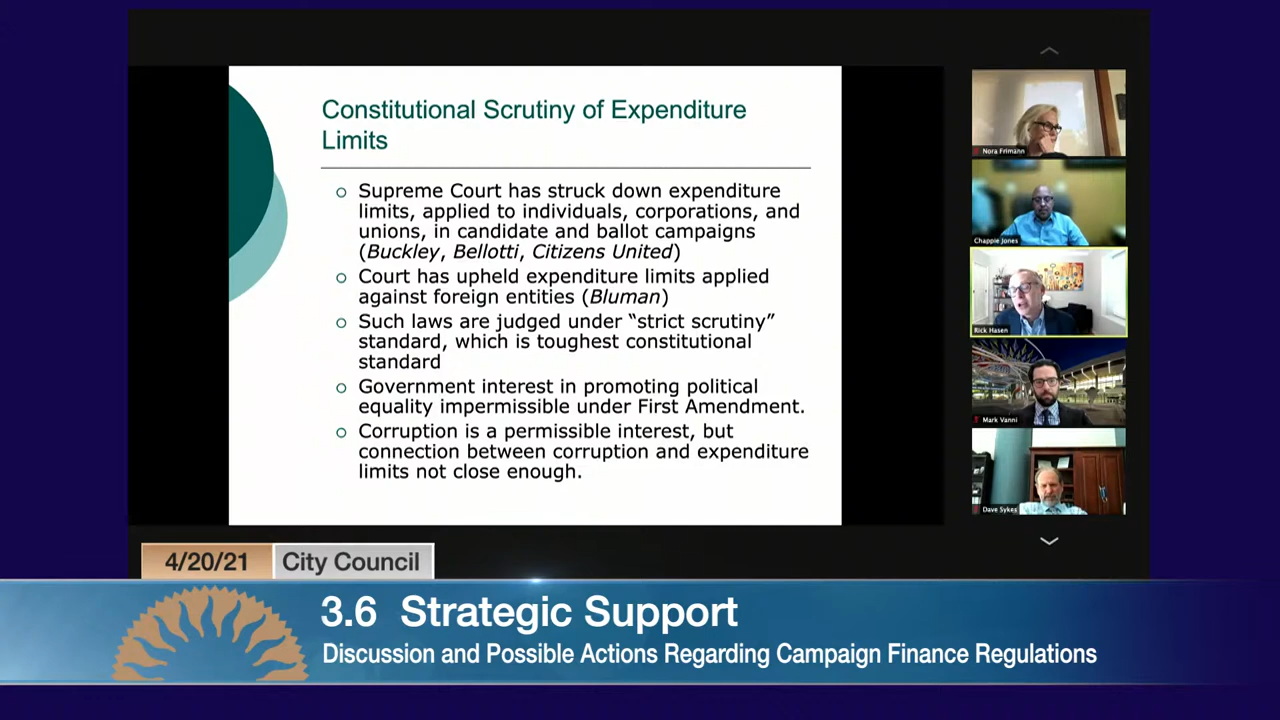 Constitutional Scrutiny of Expenditure
Limits
Supreme Court has struck down expenditure
limits, applied to individuals, corporations, and
unions, in candidate and ballot campaigns
(Buckley, Bellotti, Citizens United)
Court has upheld expenditure limits applied
against foreign entities (Bluman)
Such laws are judged under “strict scrutiny”
standard, which is toughest constitutional
standard
Government interest in promoting political
equality impermissible under First Amendment.
Corruption is a permissible interest, but
connection between corruption and expenditure
limits not close enough.
Nora Frimann
Chappie Jones
Rick Hasen
Mark Vanni
Dave Sykes
4/20/21 City Council
3.6 Strategic Support
Discussion and Possible Actions Regarding Campaign Finance Regulations